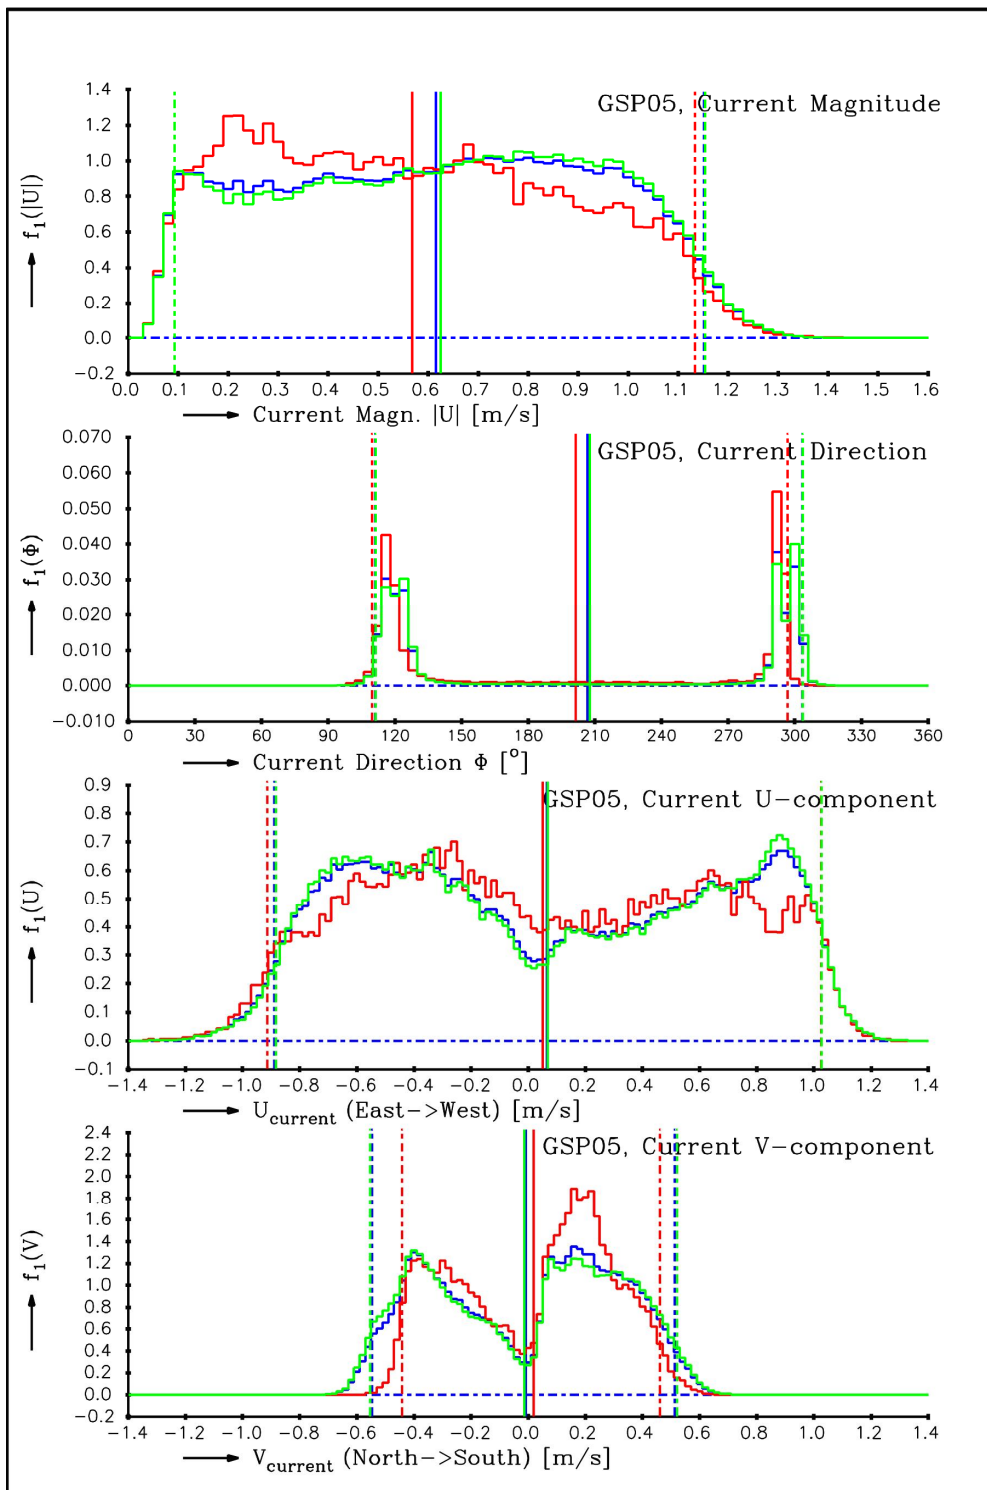 GSP05, Current Magnitude
1.4
1.2
1.0
0.8
0.6
0.4
0.2
0.0
−0.2
f1(|U|)
0.0 0.1 0.2 0.3 0.4 0.5 0.6 0.7 0.8 0.9 1.0 1.1 1.2 1.3 1.4 1.5 1.6
Current Magn. |U| [m/s]
GSP05, Current Direction
0.070
0.060
0.050
0.040
0.030
0.020
0.010
0.000
−0.010
f1(Φ)
0 30 60 90 120 150 180 210 240 270 300 330 360
Current Direction Φ [o]
GSP05, Current U−component
0.9
0.8
0.7
0.6
0.5
0.4
0.3
0.2
0.1
0.0
−0.1
f1(U)
−1.4 −1.2 −1.0 −0.8 −0.6 −0.4 −0.2 0.0 0.2 0.4 0.6 0.8 1.0 1.2 1.4
Ucurrent (East−>West) [m/s]
GSP05, Current V−component
2.4
2.2
2.0
1.8
1.6
1.4
1.2
1.0
0.8
0.6
0.4
0.2
0.0
−0.2
f1(V)
−1.4 −1.2 −1.0 −0.8 −0.6 −0.4 −0.2 0.0 0.2 0.4 0.6 0.8 1.0 1.2 1.4
Vcurrent (North−>South) [m/s]